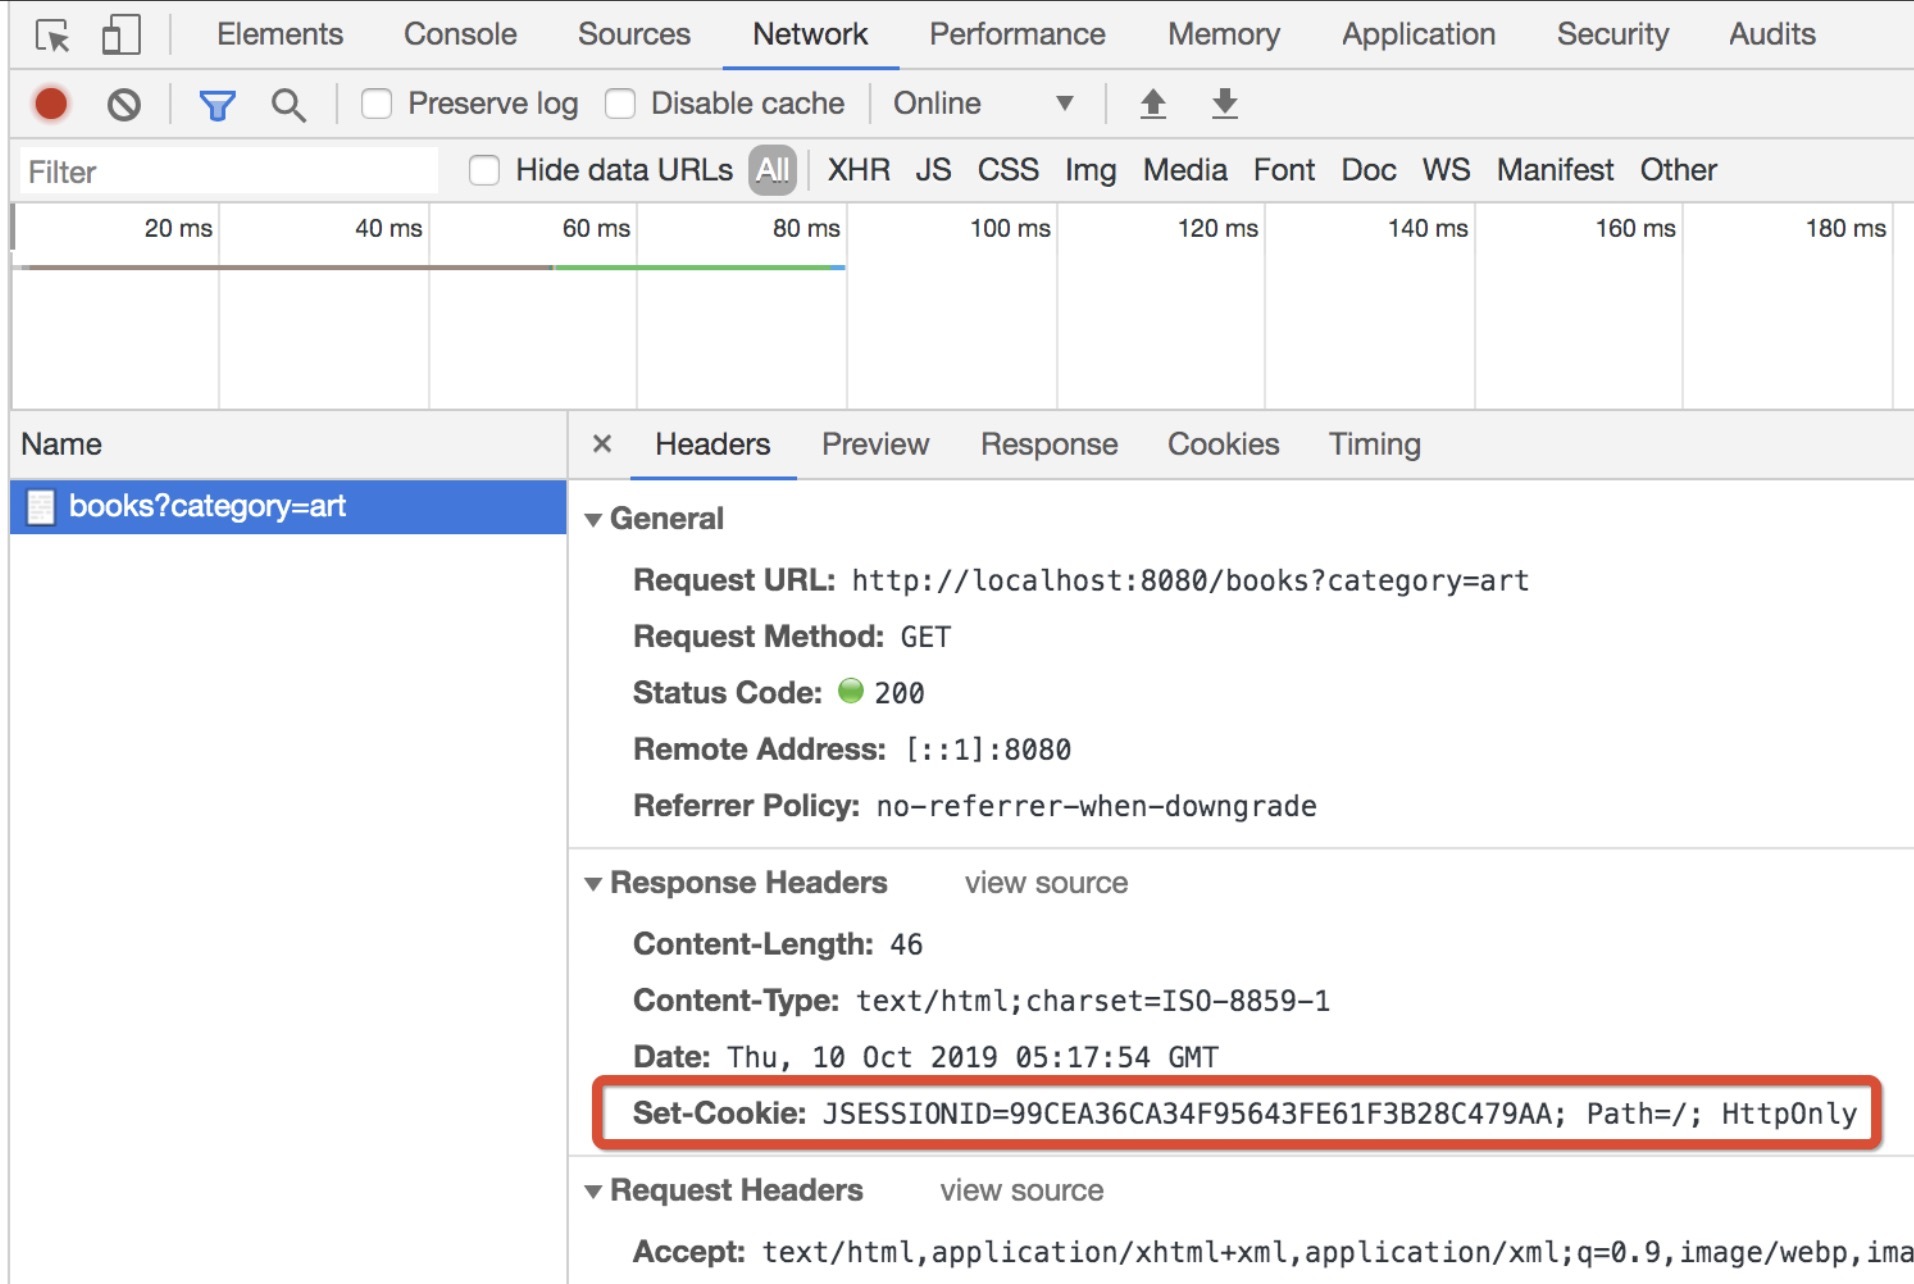 Elements Console Sources Network Performance Memory Application Security Audits
Preserve log Disable cache Online
Filter Hide data URLs All XHR JS CSS Img Media Font Doc WS Manifest Other
20 ms 40 ms 60 ms 80 ms 100 ms 120 ms 140 ms 160 ms 180 ms
Name × Headers Preview Response Cookies Timing
books?category=art
General
Request URL: http://localhost:8080/books?category=art
Request Method: GET
Status Code: 200
Remote Address: [::1]:8080
Referrer Policy: no-referrer-when-downgrade
Response Headers view source
Content-Length: 46
Content-Type: text/html;charset=ISO-8859-1
Date: Thu, 10 Oct 2019 05:17:54 GMT
Set-Cookie: JSESSIONID=99CEA36CA34F95643FE61F3B28C479AA; Path=/; HttpOnly
Request Headers view source
Accept: text/html,application/xhtml+xml,application/xml;q=0.9,image/webp,ima